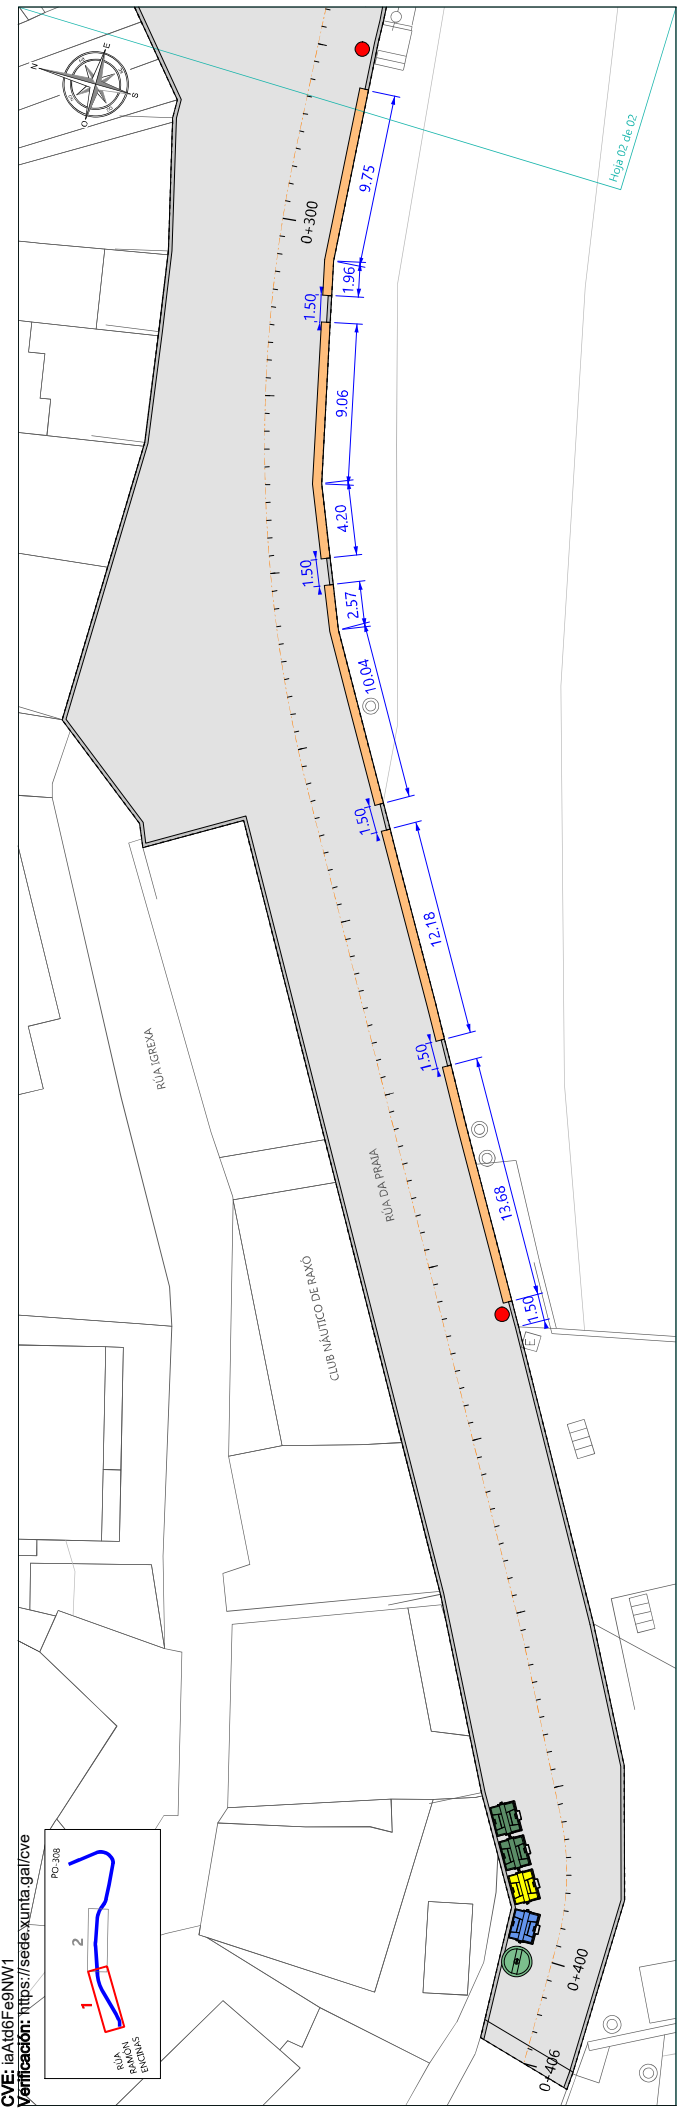 N
E
S
O
Hoja 02 de 02
9.75
0+300
1.96
1.50
9.06
4.20
1.50
2.57
10.04
1.50
12.18
1.50
RÚA IGREXA
RÚA DA PRAIA
13.68
CLUB NÁUTICO DE RAXÓ
1.50
E
PO-308
2
1
RÚA
RAMÓN
ENCINAS
0+400
0+406
CVE: iaAtd6Fe9NW1
Verificación: https://sede.xunta.gal/cve